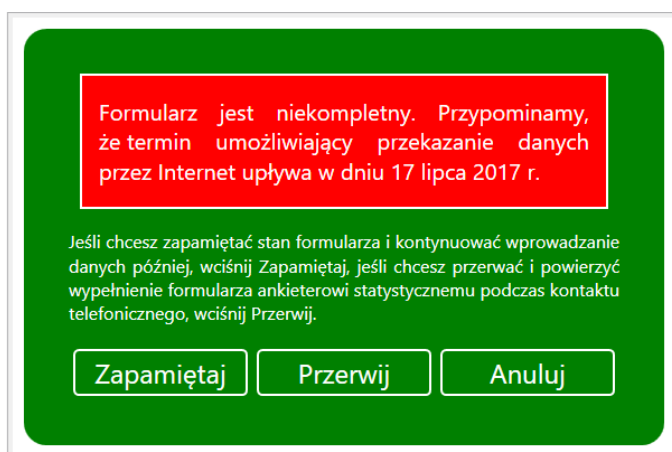 Formularz jest niekompletny. Przypominamy,
że termin umożliwiający przekazanie danych
przez Internet upływa w dniu 17 lipca 2017 r.
Jeśli chcesz zapamiętać stan formularza i kontynuować wprowadzanie
danych później, wciśnij Zapamiętaj, jeśli chcesz przerwać i powierzyć
wypełnienie formularza ankieterowi statystycznemu podczas kontaktu
telefonicznego, wciśnij Przerwij.
Zapamiętaj Przerwij Anuluj